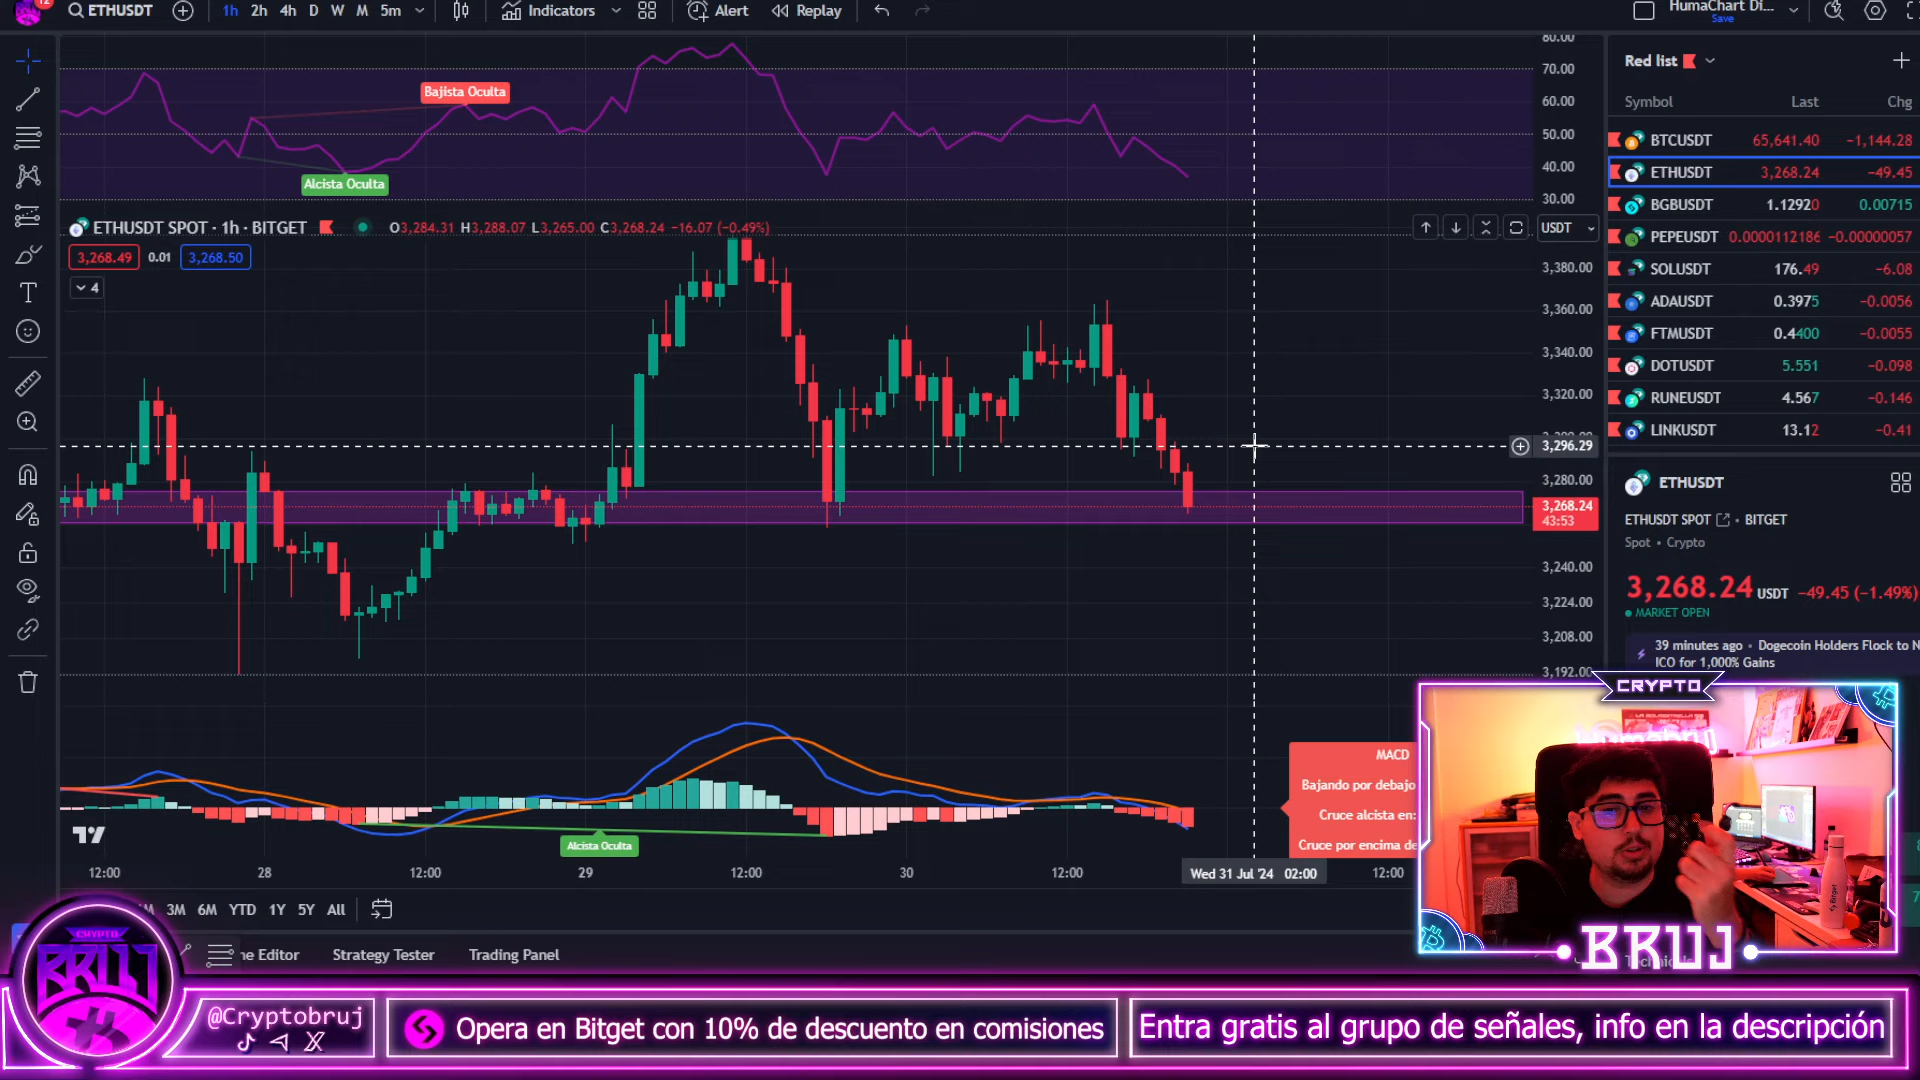 12
ETHUSDT
1h 2h 4h D W M 5m
Indicators
Alert
Replay
HumaChart Di...
Save
Red list
Symbol Last Chg
BTCUSDT 65,641.40 −1,144.28
ETHUSDT 3,268.24 −49.45
BGBUSDT 1.12920 0.00715
PEPEUSDT 0.0000112186 −0.00000057
SOLUSDT 176.49 −6.08
ADAUSDT 0.3975 −0.0056
FTMUSDT 0.4400 −0.0055
DOTUSDT 5.551 −0.098
RUNEUSDT 4.567 −0.146
LINKUSDT 13.12 −0.41
80.00
70.00
60.00
50.00
40.00
30.00
Bajista Oculta
Alcista Oculta
ETHUSDT SPOT · 1h · BITGET O3,284.31 H3,288.07 L3,265.00 C3,268.24 −16.07 (−0.49%)
USDT
3,268.49 0.01 3,268.50
4
3,380.00
3,360.00
3,340.00
3,320.00
3,296.29
3,280.00
3,268.24
43:53
3,240.00
3,224.00
3,208.00
3,192.00
ETHUSDT
ETHUSDT SPOT • BITGET
Spot • Crypto
3,268.24 USDT −49.45 (−1.49%)
MARKET OPEN
39 minutes ago • Dogecoin Holders Flock to N
ICO for 1,000% Gains
CRYPTO
MACD
Bajando por debajo
Cruce alcista en:
Cruce por encima de
Alcista Oculta
12:00 28 12:00 29 12:00 30 12:00 Wed 31 Jul '24 02:00 12:00
3M 6M YTD 1Y 5Y All
ne Editor Strategy Tester Trading Panel
BRUJ
CRYPTO
BRUJ
@Cryptobruj
Opera en Bitget con 10% de descuento en comisiones
Entra gratis al grupo de señales, info en la descripción